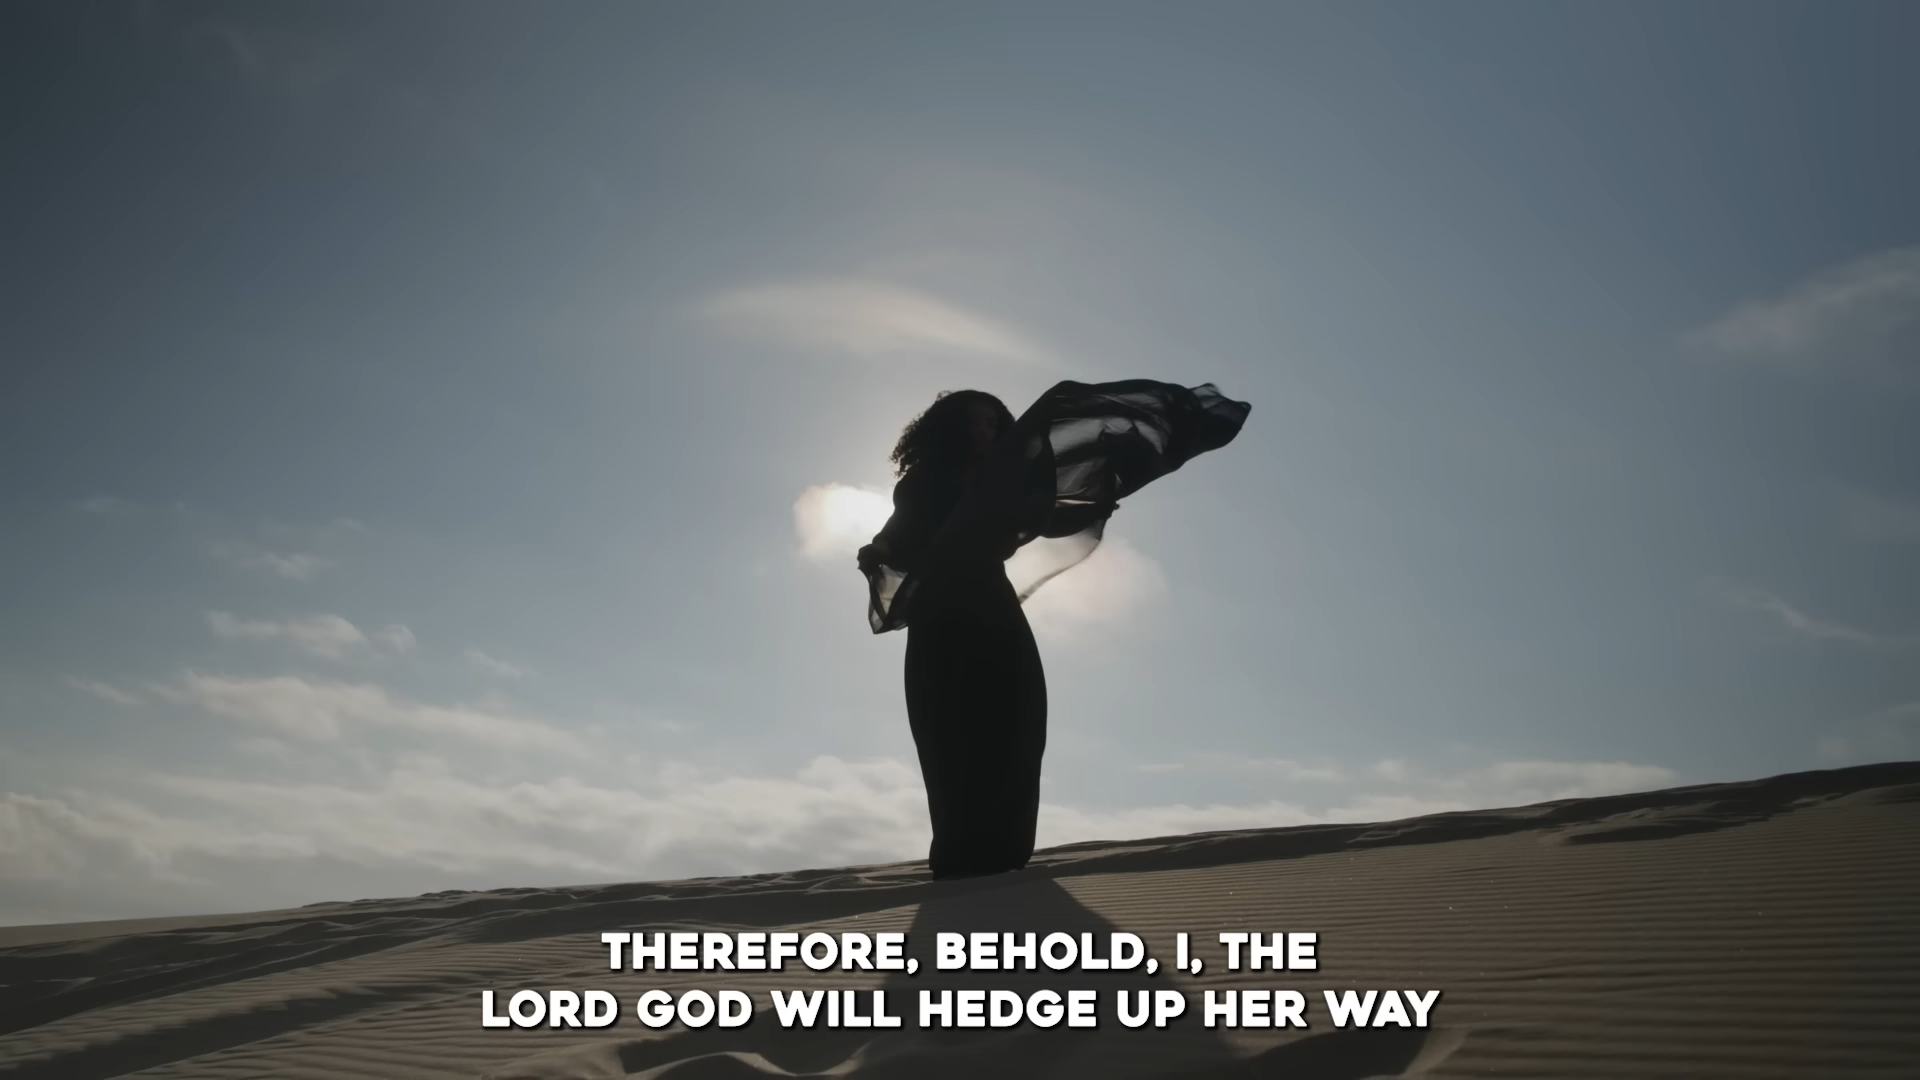 THEREFORE, BEHOLD, I, THE
LORD GOD WILL HEDGE UP HER WAY